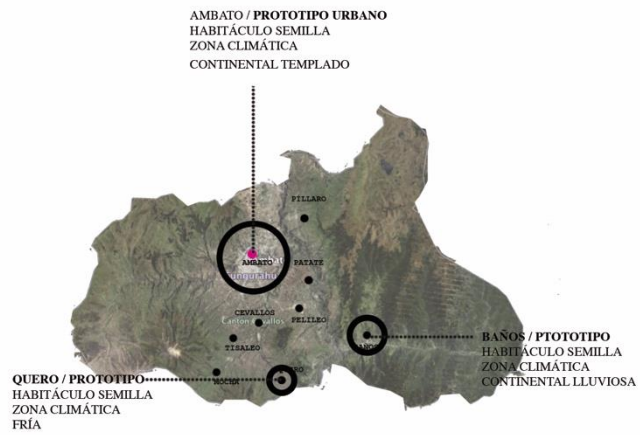 AMBATO / PROTOTIPO URBANO
HABITÁCULO SEMILLA
ZONA CLIMÁTICA
CONTINENTAL TEMPLADO
PILLARO
AMBATO
PATATE
CEVALLOS
PELILEO
TISALEO
MOCHA
BAÑOS / PTOTOTIPO
HABITÁCULO SEMILLA
ZONA CLIMÁTICA
CONTINENTAL LLUVIOSA
QUERO / PROTOTIPO
HABITÁCULO SEMILLA
ZONA CLIMÁTICA
FRÍA